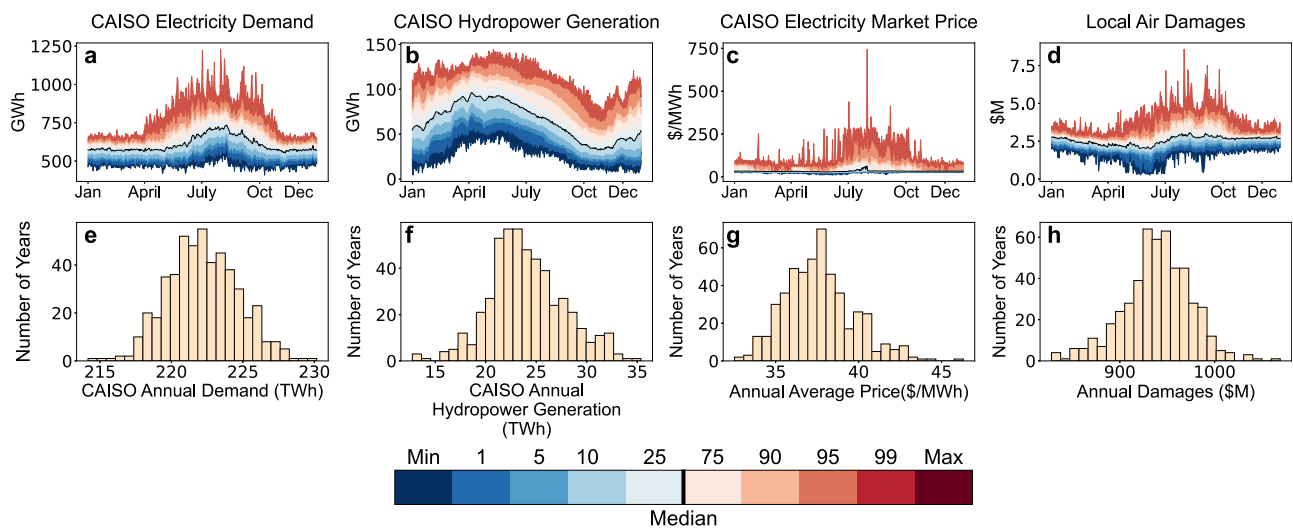 CAISO Electricity Demand
CAISO Hydropower Generation
CAISO Electricity Market Price
Local Air Damages
a
GWh
1250
1000
750
500
Jan April July Oct Dec
b
GWh
150
100
50
0
Jan April July Oct Dec
c
$/MWh
750
500
250
0
Jan April July Oct Dec
d
$M
7.5
5.0
2.5
0.0
Jan April July Oct Dec
e
Number of Years
40
20
0
215 220 225 230
CAISO Annual Demand (TWh)
f
Number of Years
40
20
0
15 20 25 30 35
CAISO Annual
Hydropower Generation
(TWh)
g
Number of Years
60
40
20
0
35 40 45
Annual Average Price($/MWh)
h
Number of Years
60
40
20
0
900 1000
Annual Damages ($M)
Min 1 5 10 25 75 90 95 99 Max
Median